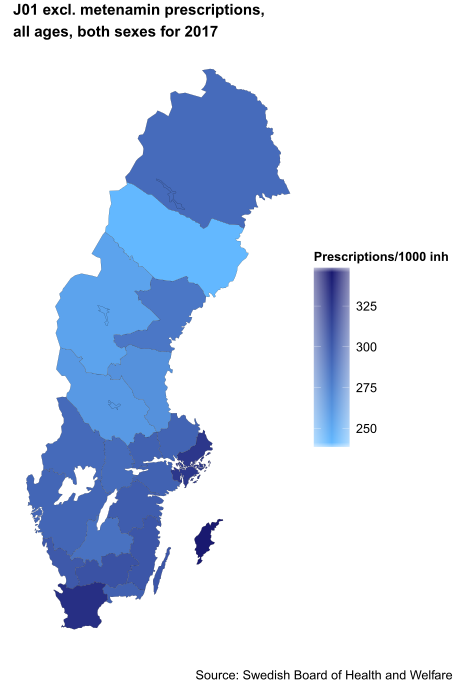 J01 excl. metenamin prescriptions,
all ages, both sexes for 2017
Prescriptions/1000 inh
325
300
275
250
Source: Swedish Board of Health and Welfare